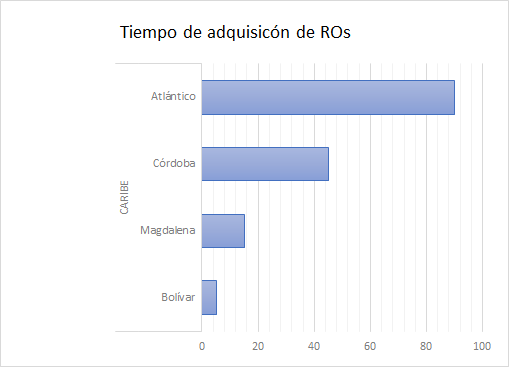 Tiempo de adquisicón de ROs
Atlántico
Córdoba
CARIBE
Magdalena
Bolívar
0 20 40 60 80 100